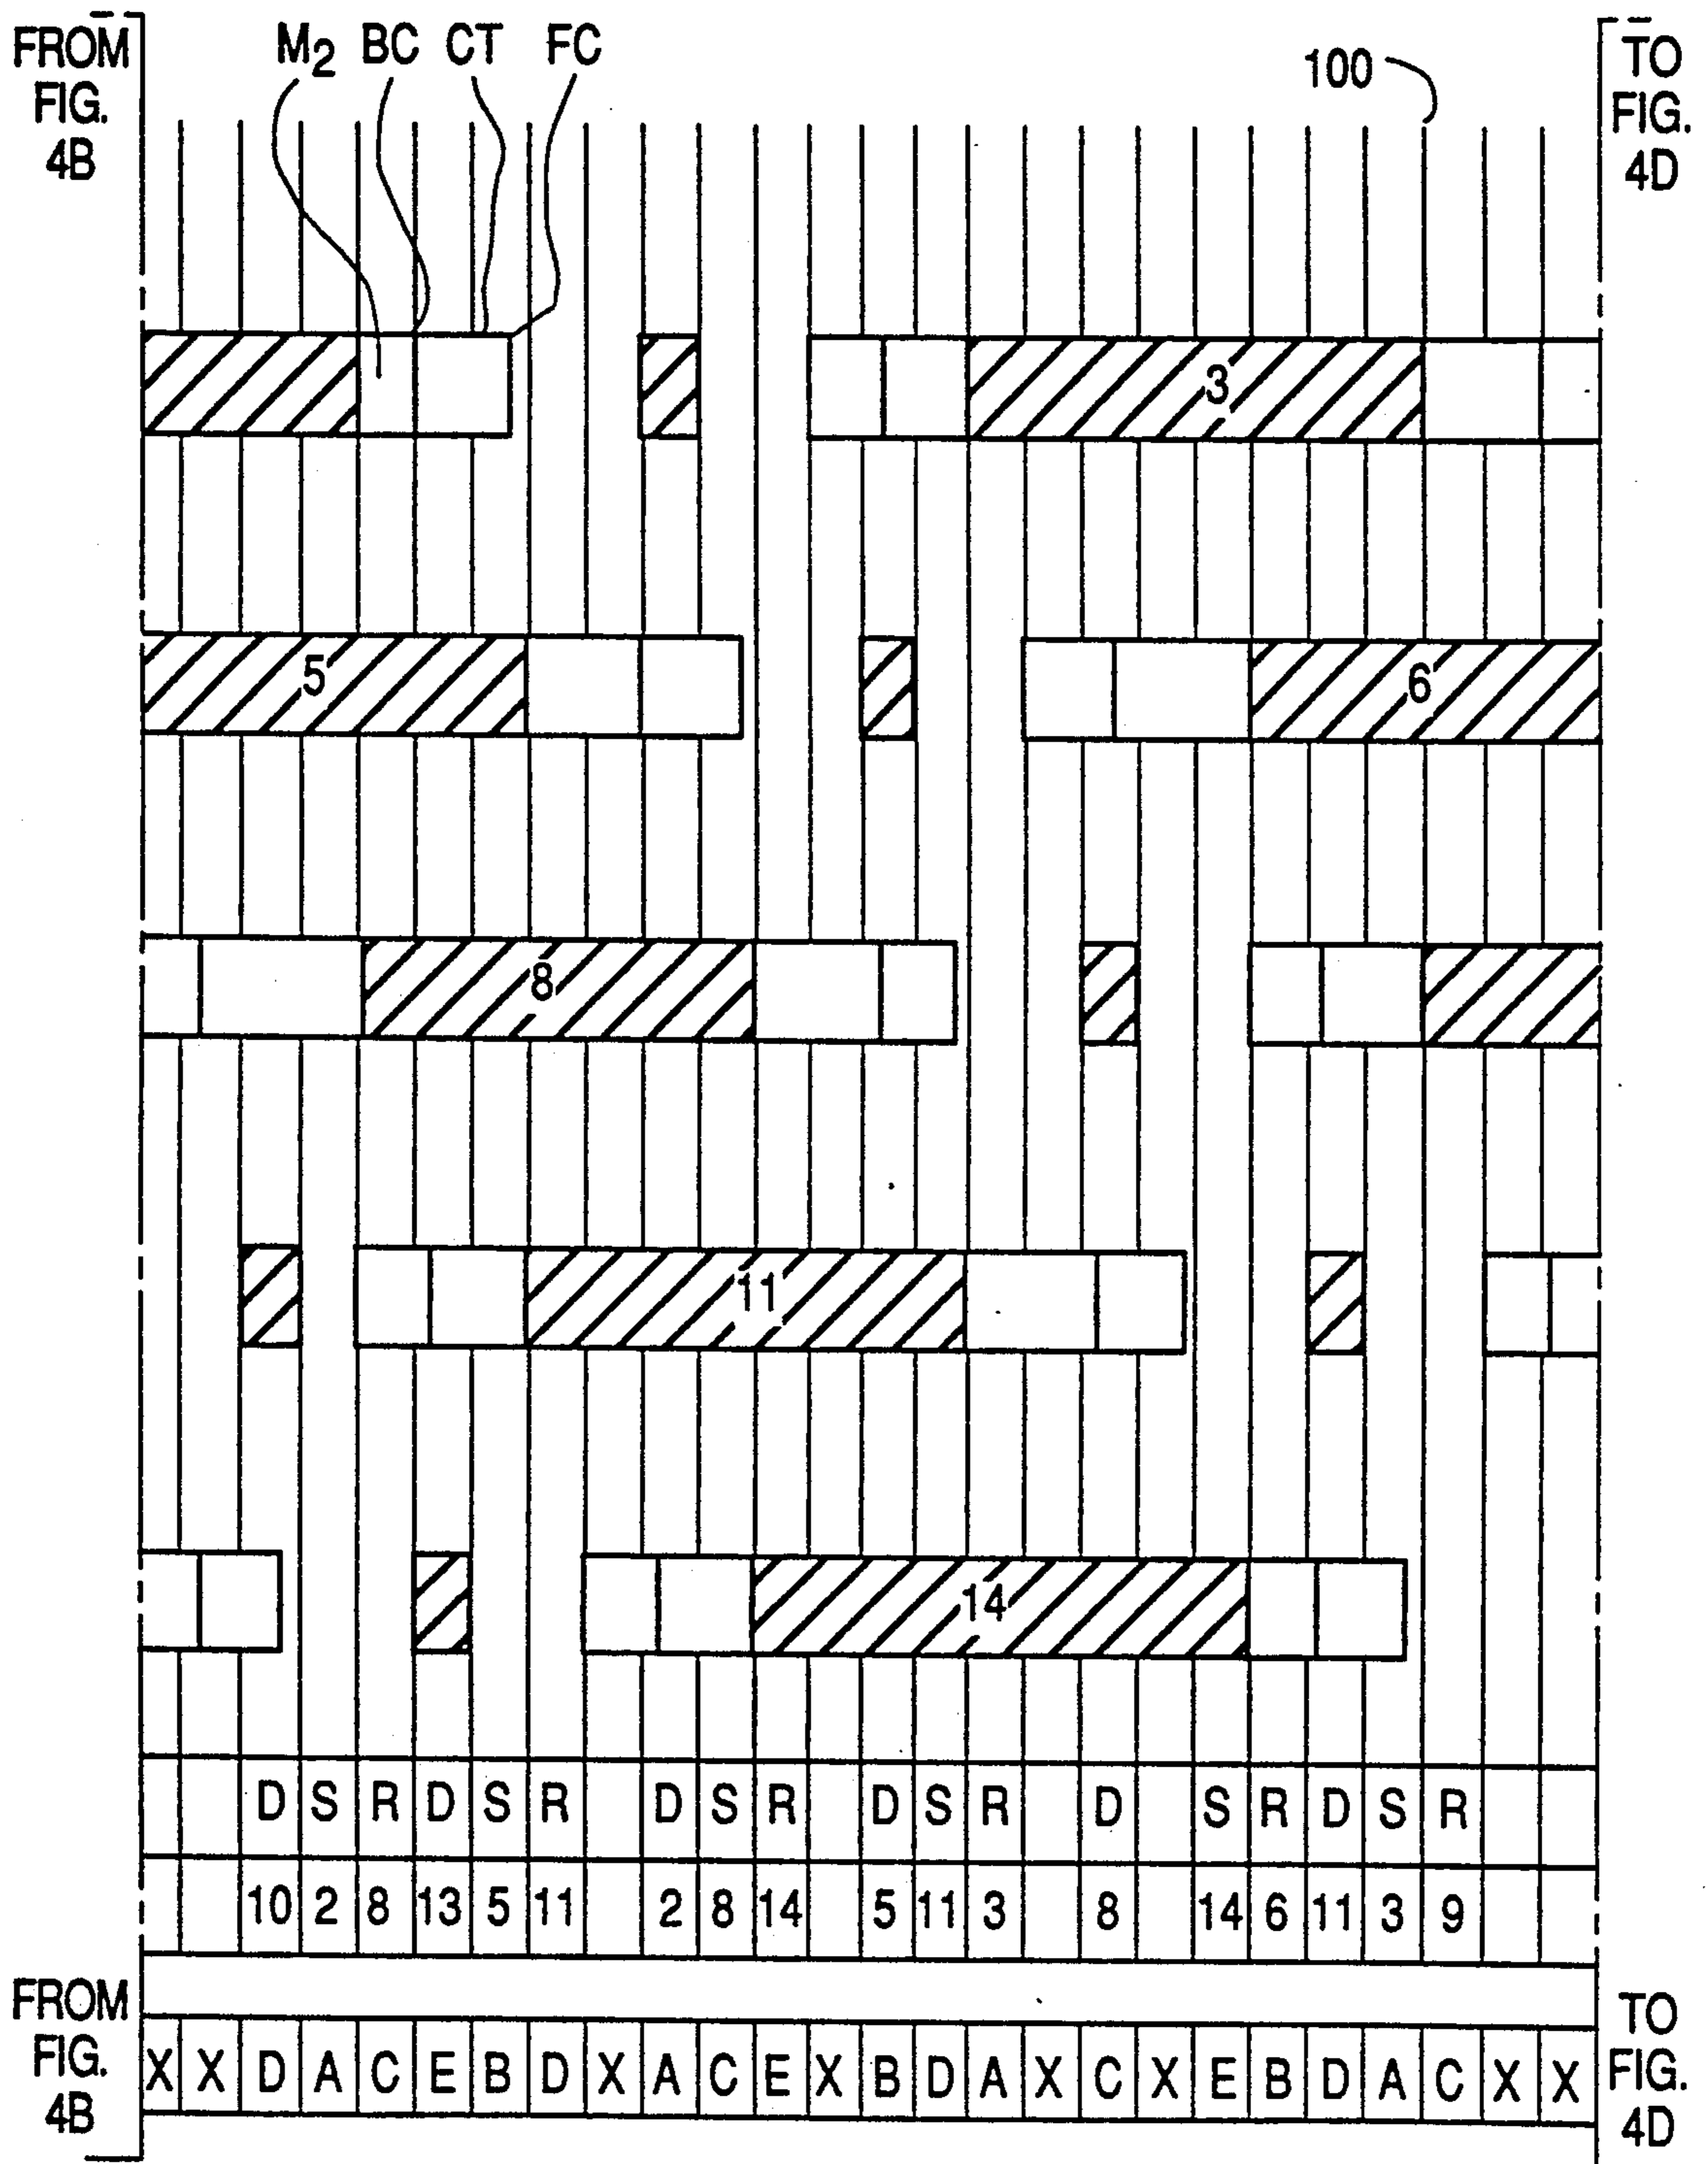 FROM
FIG.
4B
M2 BC CT FC
100
TO
FIG.
4D
3
5
6
8
11
14
D S R D S R D S R D S R D S R D S R
10 2 8 13 5 11 2 8 14 5 11 3 8 14 6 11 3 9
FROM
FIG.
4B
X X D A C E B D X A C E X B D A X C X E B D A C X X
TO
FIG.
4D